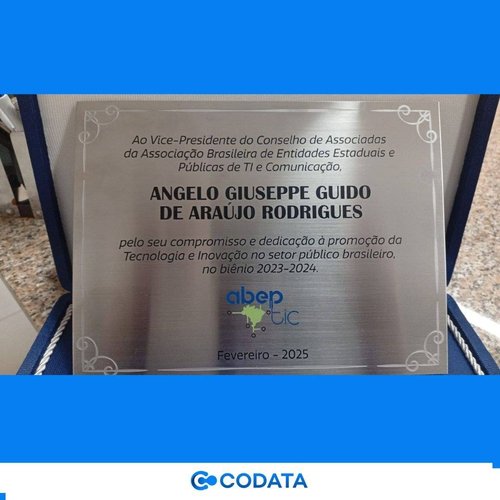 Ao Vice-Presidente do Conselho de Associadas
da Associação Brasileira de Entidades Estaduais e
Públicas de TI e Comunicação,
ANGELO GIUSEPPE GUIDO
DE ARAÚJO RODRIGUES
pelo seu compromisso e dedicação à promoção da
Tecnologia e Inovação no setor público brasileiro,
no biênio 2023-2024.
abep
tic
Fevereiro - 2025
CODATA